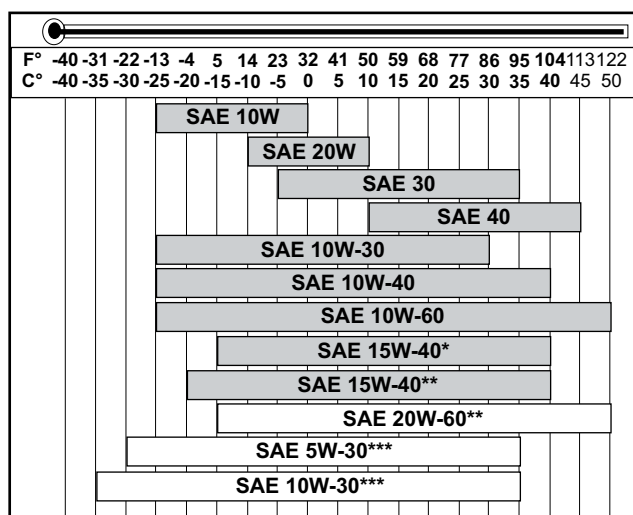 F° -40 -31 -22 -13 -4 5 14 23 32 41 50 59 68 77 86 95 104 113 122
C° -40 -35 -30 -25 -20 -15 -10 -5 0 5 10 15 20 25 30 35 40 45 50
SAE 10W
SAE 20W
SAE 30
SAE 40
SAE 10W-30
SAE 10W-40
SAE 10W-60
SAE 15W-40*
SAE 15W-40**
SAE 20W-60**
SAE 5W-30***
SAE 10W-30***